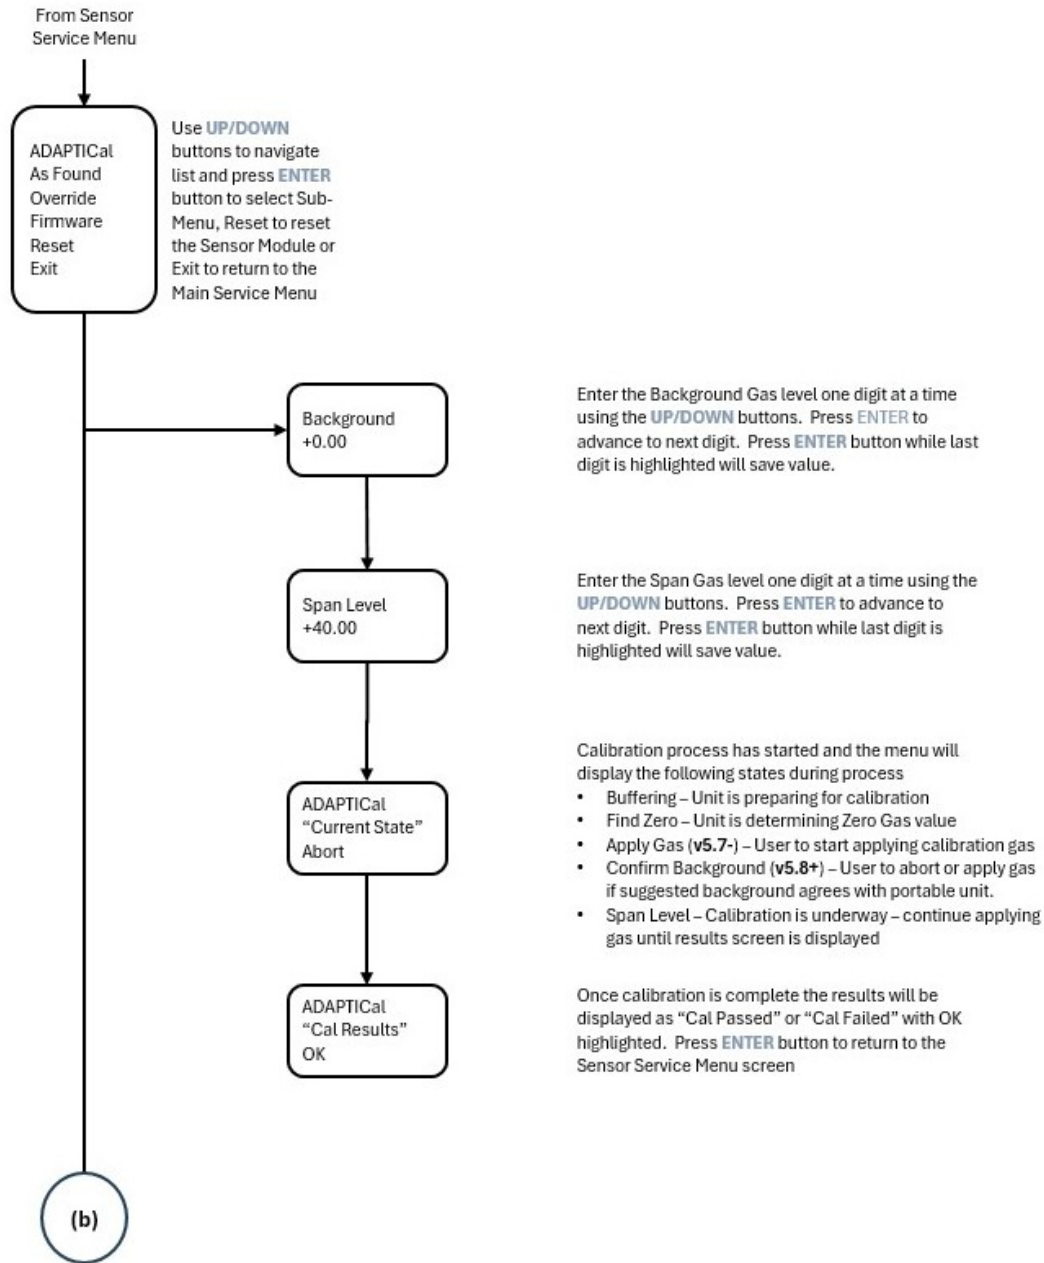 From Sensor
Service Menu
ADAPTICal
As Found
Override
Firmware
Reset
Exit
Use UP/DOWN
buttons to navigate
list and press ENTER
button to select Sub-
Menu, Reset to reset
the Sensor Module or
Exit to return to the
Main Service Menu
Background
+0.00
Enter the Background Gas level one digit at a time
using the UP/DOWN buttons. Press ENTER to
advance to next digit. Press ENTER button while last
digit is highlighted will save value.
Span Level
+40.00
Enter the Span Gas level one digit at a time using the
UP/DOWN buttons. Press ENTER to advance to
next digit. Press ENTER button while last digit is
highlighted will save value.
ADAPTICal
“Current State”
Abort
Calibration process has started and the menu will
display the following states during process
• Buffering – Unit is preparing for calibration
• Find Zero – Unit is determining Zero Gas value
• Apply Gas (v5.7-) – User to start applying calibration gas
• Confirm Background (v5.8+) – User to abort or apply gas
if suggested background agrees with portable unit.
• Span Level – Calibration is underway – continue applying
gas until results screen is displayed
ADAPTICal
“Cal Results”
OK
Once calibration is complete the results will be
displayed as “Cal Passed” or “Cal Failed” with OK
highlighted. Press ENTER button to return to the
Sensor Service Menu screen
(b)